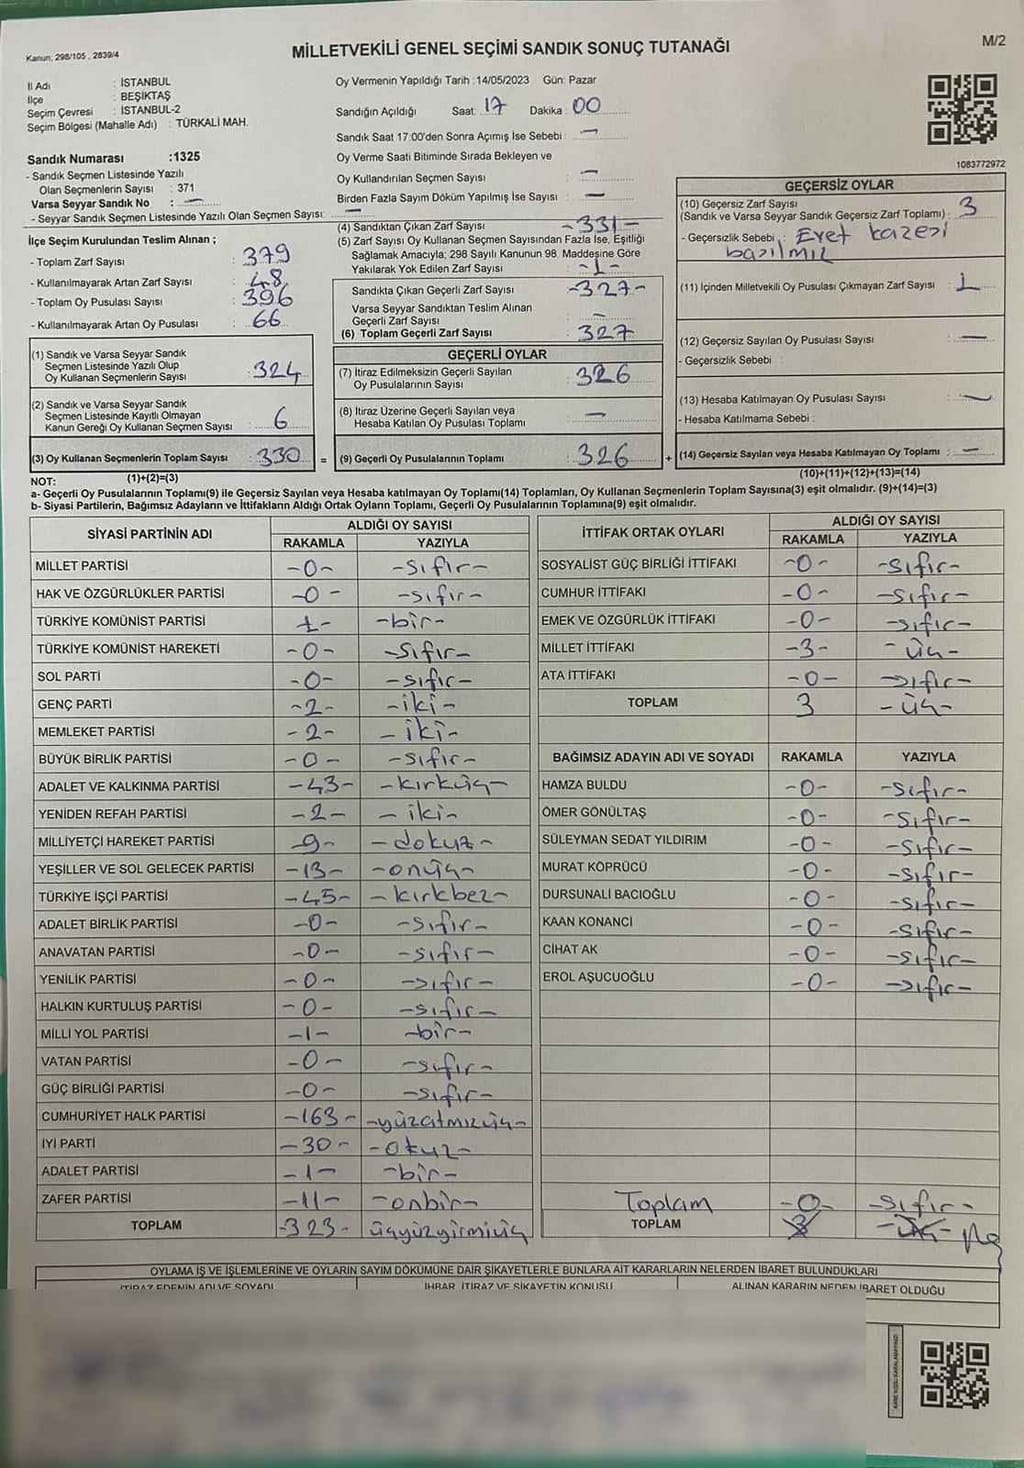 Kanun; 298/105 , 2839/4
MİLLETVEKİLİ GENEL SEÇİMİ SANDIK SONUÇ TUTANAĞI
M/2
İl Adı : İSTANBUL
İlçe : BEŞİKTAŞ
Seçim Çevresi : İSTANBUL-2
Seçim Bölgesi (Mahalle Adı) : TÜRKALİ MAH.
Sandık Numarası :1325
- Sandık Seçmen Listesinde Yazılı
Olan Seçmenlerin Sayısı : 371
Varsa Seyyar Sandık No : -
- Seyyar Sandık Seçmen Listesinde Yazılı Olan Seçmen Sayısı: -
İlçe Seçim Kurulundan Teslim Alınan ;
- Toplam Zarf Sayısı : 379
- Kullanılmayarak Artan Zarf Sayısı : 48
- Toplam Oy Pusulası Sayısı : 396
- Kullanılmayarak Artan Oy Pusulası : 66
(1) Sandık ve Varsa Seyyar Sandık
Seçmen Listesinde Yazılı Olup
Oy Kullanan Seçmenlerin Sayısı : 324
(2) Sandık ve Varsa Seyyar Sandık
Seçmen Listesinde Kayıtlı Olmayan
Kanun Gereği Oy Kullanan Seçmen Sayısı : 6
(3) Oy Kullanan Seçmenlerin Toplam Sayısı : 330 =
Oy Vermenin Yapıldığı Tarih :14/05/2023 Gün: Pazar
Sandığın Açıldığı Saat: 17 Dakika : 00
Sandık Saat 17:00'den Sonra Açımış İse Sebebi : -
Oy Verme Saati Bitiminde Sırada Bekleyen ve
Oy Kullandırılan Seçmen Sayısı : -
Birden Fazla Sayım Döküm Yapılmış İse Sayısı : -
(4) Sandıktan Çıkan Zarf Sayısı -331-
(5) Zarf Sayısı Oy Kullanan Seçmen Sayısından Fazla İse, Eşitliği
Sağlamak Amacıyla; 298 Sayılı Kanunun 98. Maddesine Göre
Yakılarak Yok Edilen Zarf Sayısı : -1-
Sandıkta Çıkan Geçerli Zarf Sayısı -327-
Varsa Seyyar Sandıktan Teslim Alınan
Geçerli Zarf Sayısı : -
(6) Toplam Geçerli Zarf Sayısı : 327
GEÇERLİ OYLAR
(7) İtiraz Edilmeksizin Geçerli Sayılan
Oy Pusulalarının Sayısı : 326
(8) İtiraz Üzerine Geçerli Sayılan veya
Hesaba Katılan Oy Pusulası Toplamı : -
(9) Geçerli Oy Pusulalarının Toplamı : 326 +
1083772972
GEÇERSİZ OYLAR
(10) Geçersiz Zarf Sayısı
(Sandık ve Varsa Seyyar Sandık Geçersiz Zarf Toplamı) : 3
- Geçersizlik Sebebi : Evet kazesi
basılmız
(11) İçinden Milletvekili Oy Pusulası Çıkmayan Zarf Sayısı : 1
(12) Geçersiz Sayılan Oy Pusulası Sayısı : -
- Geçersizlik Sebebi :
(13) Hesaba Katılmayan Oy Pusulası Sayısı : -
- Hesaba Katılmama Sebebi :
(14) Geçersiz Sayılan veya Hesaba Katılmayan Oy Toplamı : -
NOT: (1)+(2)=(3)
(10)+(11)+(12)+(13)=(14)
a- Geçerli Oy Pusulalarının Toplamı(9) ile Geçersiz Sayılan veya Hesaba katılmayan Oy Toplamı(14) Toplamları, Oy Kullanan Seçmenlerin Toplam Sayısına(3) eşit olmalıdır. (9)+(14)=(3)
b- Siyasi Partilerin, Bağımsız Adayların ve İttifakların Aldığı Ortak Oyların Toplamı, Geçerli Oy Pusulalarının Toplamına(9) eşit olmalıdır.
SİYASİ PARTİNİN ADI
ALDIĞI OY SAYISI
RAKAMLA YAZIYLA
MİLLET PARTİSİ -0- -sıfır-
HAK VE ÖZGÜRLÜKLER PARTİSİ -0- -sıfır-
TÜRKİYE KOMÜNİST PARTİSİ 1- -bir-
TÜRKİYE KOMÜNİST HAREKETİ -0- -sıfır-
SOL PARTİ -0- -sıfır-
GENÇ PARTİ -2- -iki-
MEMLEKET PARTİSİ -2- -iki-
BÜYÜK BİRLİK PARTİSİ -0- -sıfır-
ADALET VE KALKINMA PARTİSİ -43- -kırküç-
YENİDEN REFAH PARTİSİ -2- -iki-
MİLLİYETÇİ HAREKET PARTİSİ -9- -dokuz-
YEŞİLLER VE SOL GELECEK PARTİSİ -13- -onüç-
TÜRKİYE İŞÇİ PARTİSİ -45- -kırkbez-
ADALET BİRLİK PARTİSİ -0- -sıfır-
ANAVATAN PARTİSİ -0- -sıfır-
YENİLİK PARTİSİ -0- -sıfır-
HALKIN KURTULUŞ PARTİSİ -0- -sıfır-
MİLLİ YOL PARTİSİ -1- -bir-
VATAN PARTİSİ -0- -sıfır-
GÜÇ BİRLİĞİ PARTİSİ -0- -sıfır-
CUMHURİYET HALK PARTİSİ -163- -yüzatmızüç-
İYİ PARTİ -30- -otuz-
ADALET PARTİSİ -1- -bir-
ZAFER PARTİSİ -11- -onbir-
TOPLAM -323- üçyüzyirmiüç
İTTİFAK ORTAK OYLARI
ALDIĞI OY SAYISI
RAKAMLA YAZIYLA
SOSYALİST GÜÇ BİRLİĞİ İTTİFAKI -0- -sıfır-
CUMHUR İTTİFAKI -0- -sıfır-
EMEK VE ÖZGÜRLÜK İTTİFAKI -0- -sıfır-
MİLLET İTTİFAKI -3- -üç-
ATA İTTİFAKI -0- -sıfır-
TOPLAM 3 -üç-
BAĞIMSIZ ADAYIN ADI VE SOYADI RAKAMLA YAZIYLA
HAMZA BULDU -0- -sıfır-
ÖMER GÖNÜLTAŞ -0- -sıfır-
SÜLEYMAN SEDAT YILDIRIM -0- -sıfır-
MURAT KÖPRÜCÜ -0- -sıfır-
DURSUNALİ BACIOĞLU -0- -sıfır-
KAAN KONANCİ -0- -sıfır-
CİHAT AK -0- -sıfır-
EROL AŞUCUOĞLU -0- -sıfır-
Toplam -0- -sıfır-
TOPLAM 3 -üç-
OYLAMA İŞ VE İŞLEMLERİNE VE OYLARIN SAYIM DÖKÜMÜNE DAİR ŞİKAYETLERLE BUNLARA AİT KARARLARIN NELERDEN İBARET BULUNDUKLARI
İTİRAZ EDENİN ADI VE SOYADI İHBAR İTİRAZ VE ŞİKAYETİN KONUSU ALINAN KARARIN NEDEN İBARET OLDUĞU